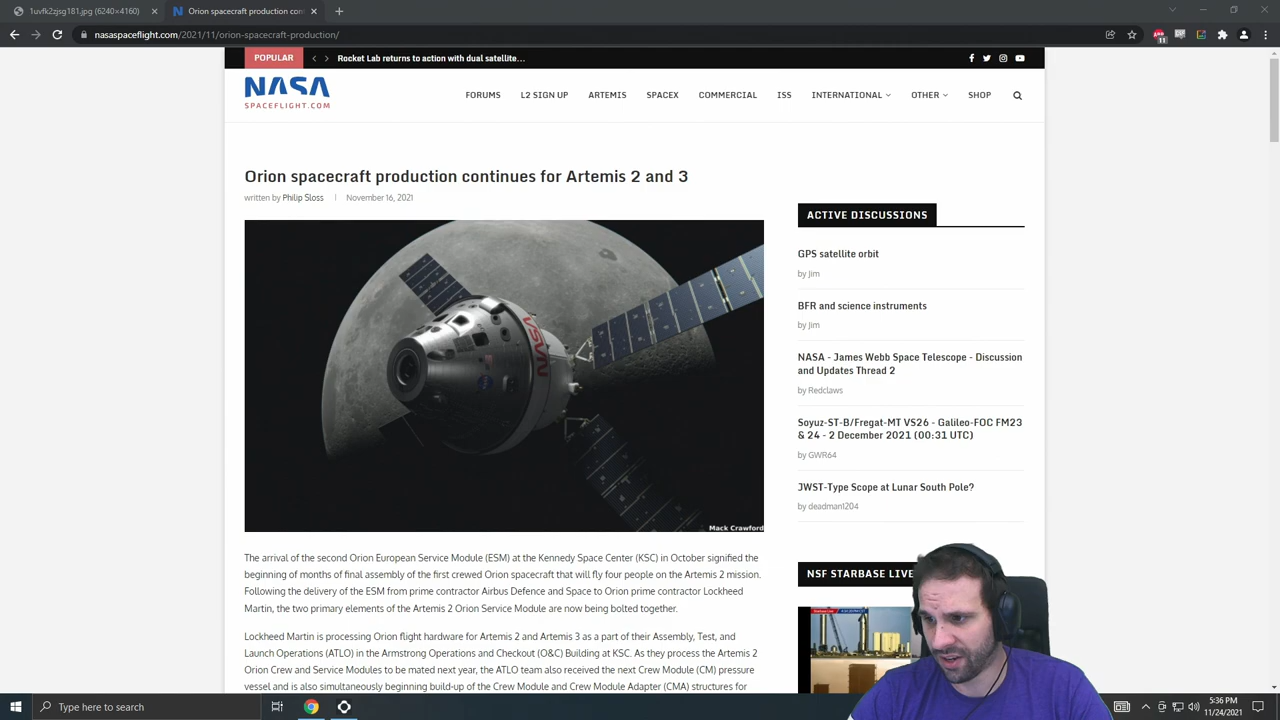 1uvfk2zjsg181.jpg (6240×4160)
Orion spacecraft production con
nasaspaceflight.com/2021/11/orion-spacecraft-production/
11
POPULAR
Rocket Lab returns to action with dual satellite...
NASA
SPACEFLIGHT.COM
FORUMS L2 SIGN UP ARTEMIS SPACEX COMMERCIAL ISS INTERNATIONAL OTHER SHOP
Orion spacecraft production continues for Artemis 2 and 3
written by Philip Sloss | November 16, 2021
Mack Crawford
The arrival of the second Orion European Service Module (ESM) at the Kennedy Space Center (KSC) in October signified the
beginning of months of final assembly of the first crewed Orion spacecraft that will fly four people on the Artemis 2 mission.
Following the delivery of the ESM from prime contractor Airbus Defence and Space to Orion prime contractor Lockheed
Martin, the two primary elements of the Artemis 2 Orion Service Module are now being bolted together.
Lockheed Martin is processing Orion flight hardware for Artemis 2 and Artemis 3 as a part of their Assembly, Test, and
Launch Operations (ATLO) in the Armstrong Operations and Checkout (O&C) Building at KSC. As they process the Artemis 2
Orion Crew and Service Modules to be mated next year, the ATLO team also received the next Crew Module (CM) pressure
vessel and is also simultaneously beginning build-up of the Crew Module and Crew Module Adapter (CMA) structures for
ACTIVE DISCUSSIONS
GPS satellite orbit
by Jim
BFR and science instruments
by Jim
NASA - James Webb Space Telescope - Discussion
and Updates Thread 2
by Redclaws
Soyuz-ST-B/Fregat-MT VS26 - Galileo-FOC FM23
& 24 - 2 December 2021 (00:31 UTC)
by GWR64
JWST-Type Scope at Lunar South Pole?
by deadman1204
NSF STARBASE LIVE
Type here to search
5:36 PM
11/24/2021